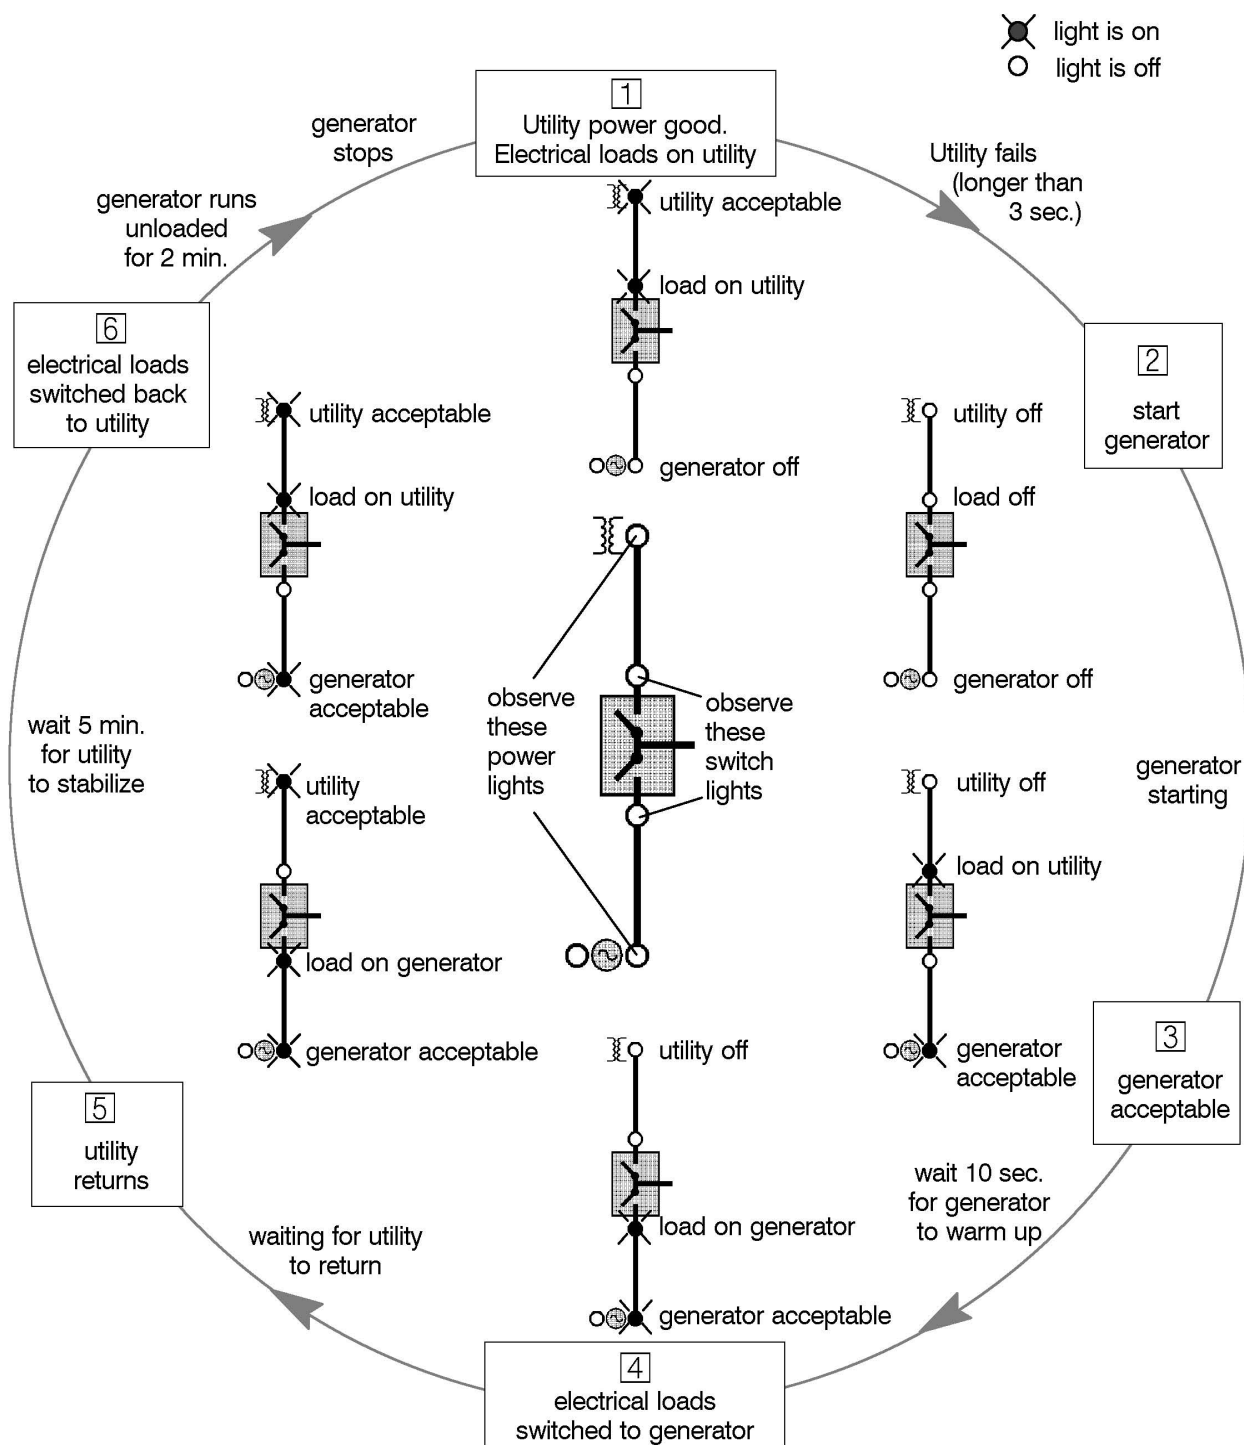 light is on
light is off
1
Utility power good.
Electrical loads on utility
generator
stops
Utility fails
(longer than
3 sec.)
generator runs
unloaded
for 2 min.
utility acceptable
load on utility
generator off
6
electrical loads
switched back
to utility
2
start
generator
utility acceptable
load on utility
generator
acceptable
utility off
load off
generator off
observe
these
power
lights
observe
these
switch
lights
wait 5 min.
for utility
to stabilize
generator
starting
utility
acceptable
load on generator
generator acceptable
utility off
load on utility
generator
acceptable
3
generator
acceptable
5
utility
returns
utility off
load on generator
generator acceptable
wait 10 sec.
for generator
to warm up
waiting for utility
to return
4
electrical loads
switched to generator